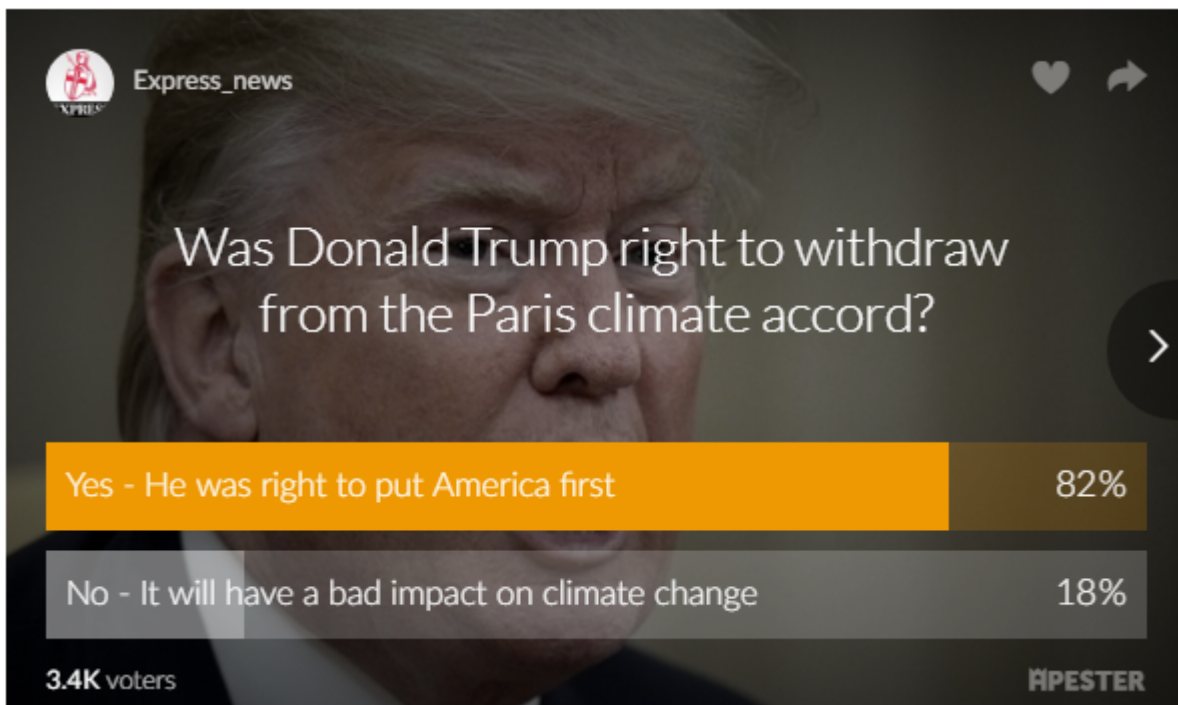 Express_news
EXPRESS
Was Donald Trump right to withdraw
from the Paris climate accord?
Yes - He was right to put America first
82%
No - It will have a bad impact on climate change
18%
3.4K voters
APESTER